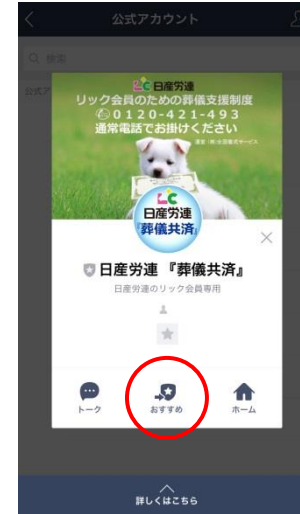 公式アカウント
検索
公式ア
LC 日産労連
リック会員のための葬儀支援制度
0120-421-493
通常電話でお掛けください
LC
日産労連
『葬儀共済』
日産労連 『葬儀共済』
日産労連のリック会員専用
トーク
おすすめ
ホーム
詳しくはこちら